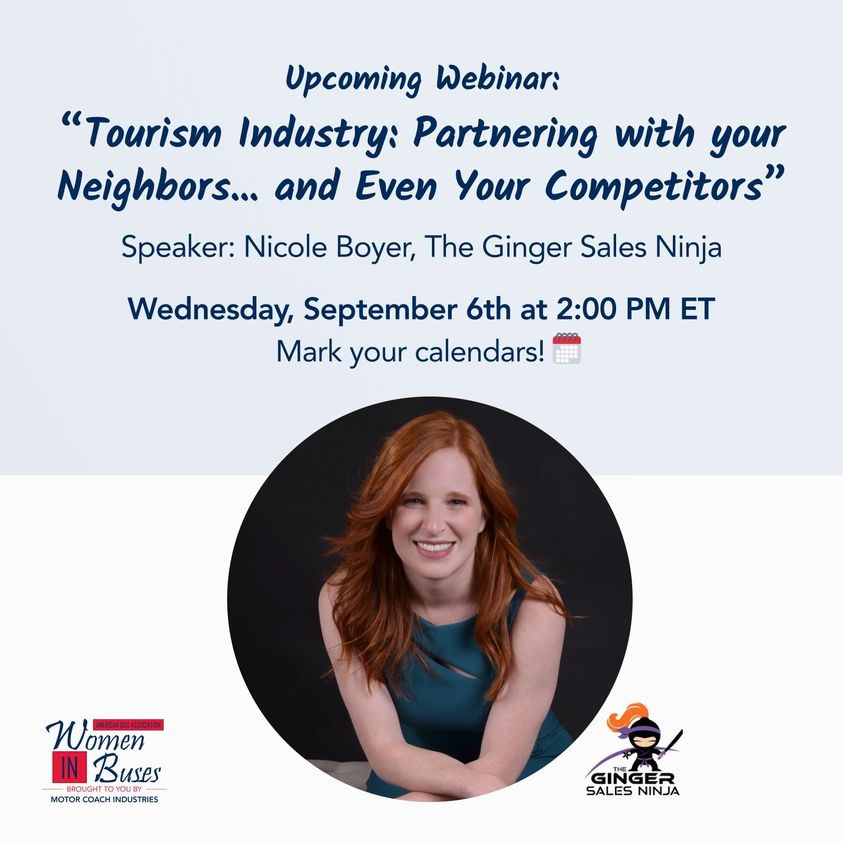 Upcoming Webinar:
“Tourism Industry: Partnering with your
Neighbors... and Even Your Competitors”
Speaker: Nicole Boyer, The Ginger Sales Ninja
Wednesday, September 6th at 2:00 PM ET
Mark your calendars!
AMERICAN BUS ASSOCIATION
Women
IN Buses
BROUGHT TO YOU BY
MOTOR COACH INDUSTRIES
THE
GINGER
SALES NINJA